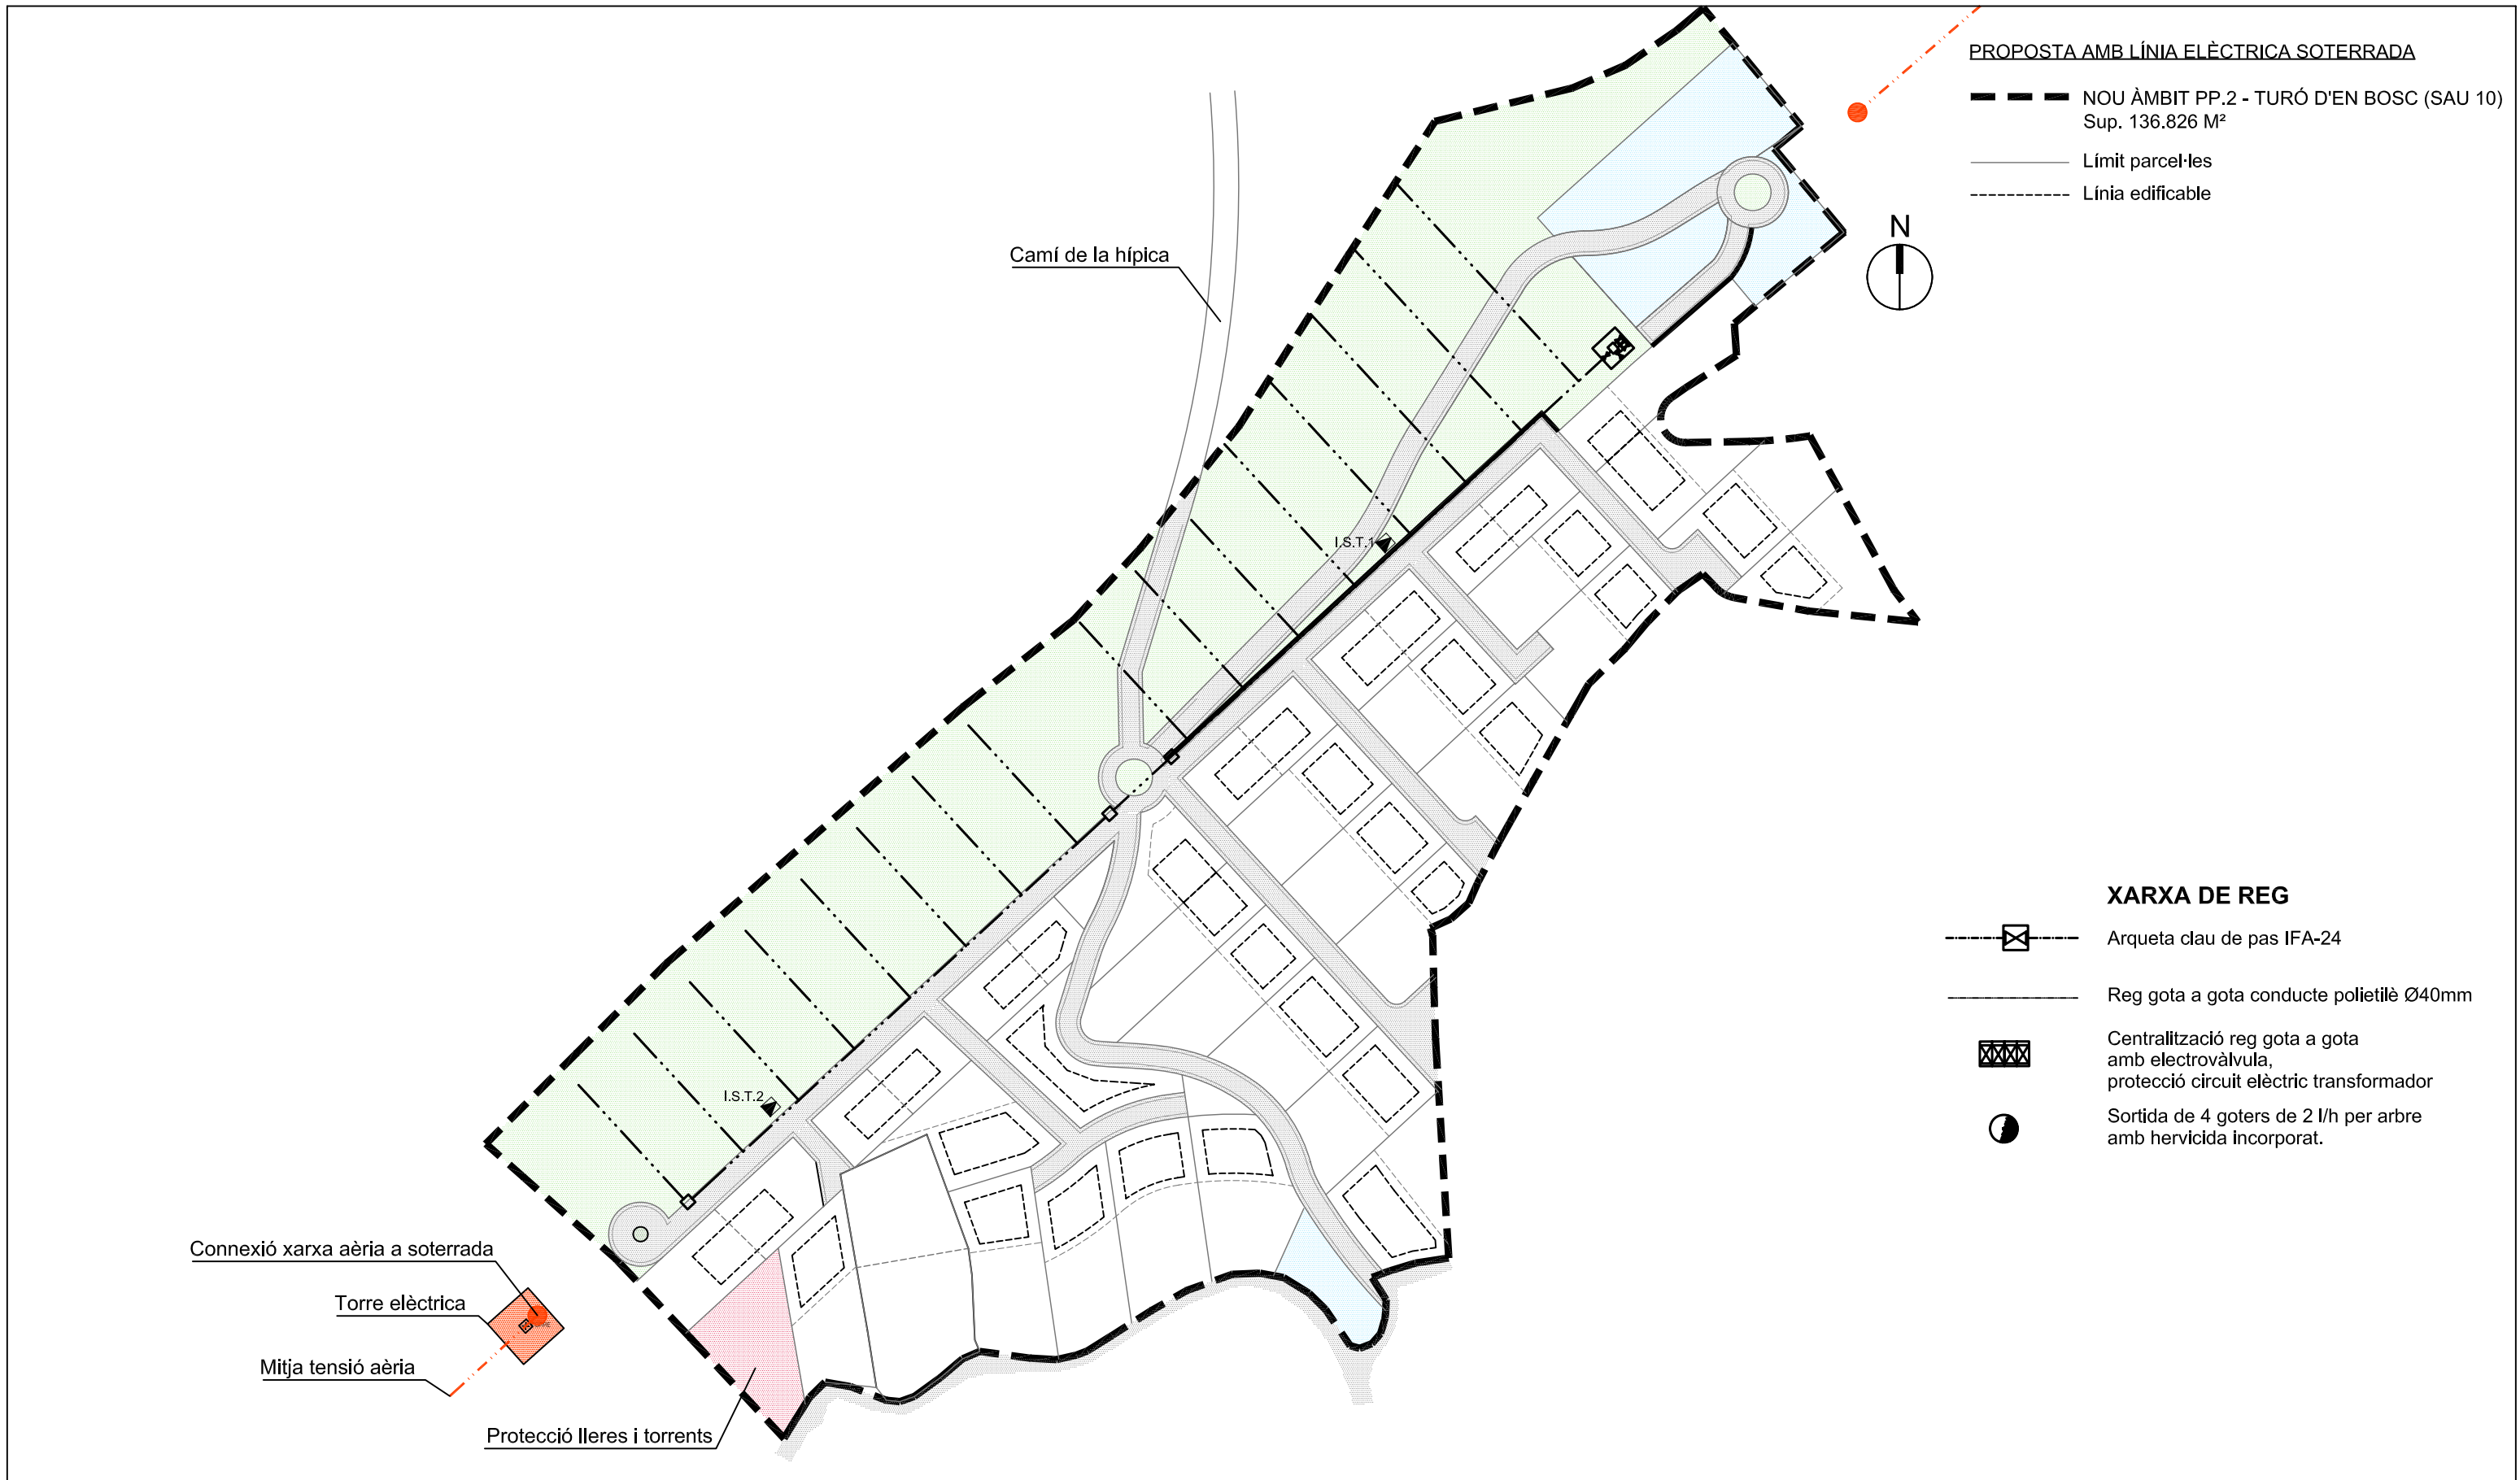 PROPOSTA AMB LÍNIA ELÈCTRICA SOTERRADA
NOU ÀMBIT PP.2 - TURÓ D'EN BOSC (SAU 10)
Sup. 136.826 M²
Límit parcel·les
Línia edificable
N
Camí de la hípica
I.S.T.1
I.S.T.2
XARXA DE REG
Arqueta clau de pas IFA-24
Reg gota a gota conducte polietilè Ø40mm
Centralització reg gota a gota
amb electrovàlvula,
protecció circuit elèctric transformador
Sortida de 4 goters de 2 l/h per arbre
amb hervicida incorporat.
Connexió xarxa aèria a soterrada
Torre elèctrica
Mitja tensió aèria
Protecció lleres i torrents